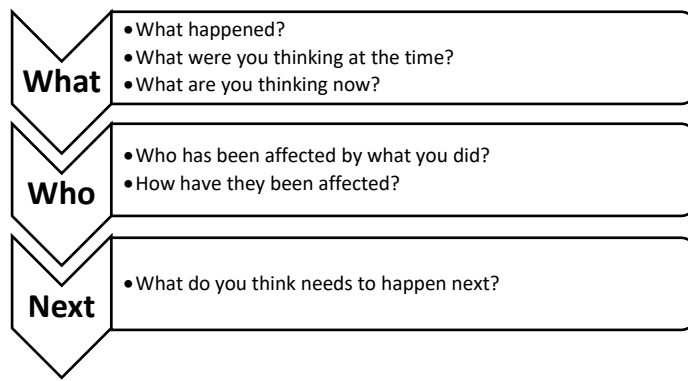 What
•What happened?
•What were you thinking at the time?
•What are you thinking now?
Who
•Who has been affected by what you did?
•How have they been affected?
Next
•What do you think needs to happen next?